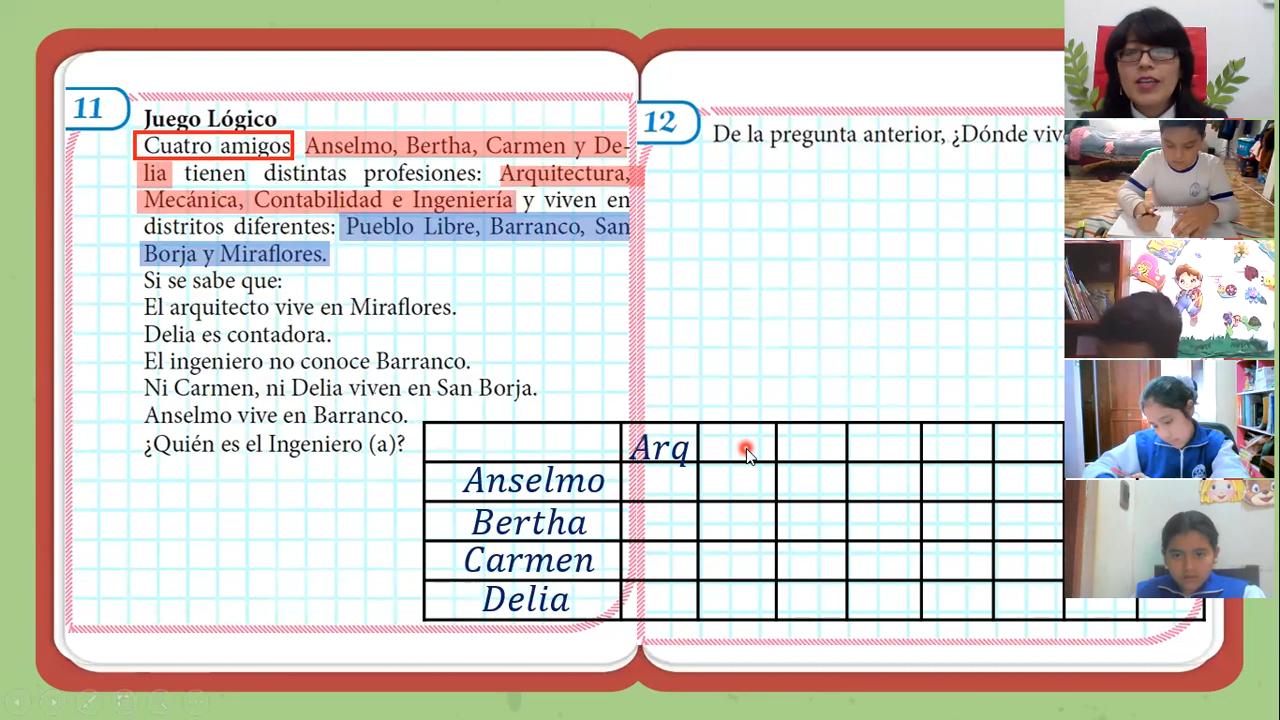 11
Juego Lógico
Cuatro amigos Anselmo, Bertha, Carmen y De-
lia tienen distintas profesiones: Arquitectura,
Mecánica, Contabilidad e Ingeniería y viven en
distritos diferentes: Pueblo Libre, Barranco, San
Borja y Miraflores.
Si se sabe que:
El arquitecto vive en Miraflores.
Delia es contadora.
El ingeniero no conoce Barranco.
Ni Carmen, ni Delia viven en San Borja.
Anselmo vive en Barranco.
¿Quién es el Ingeniero (a)?
12
De la pregunta anterior, ¿Dónde viv
Arq
Anselmo
Bertha
Carmen
Delia